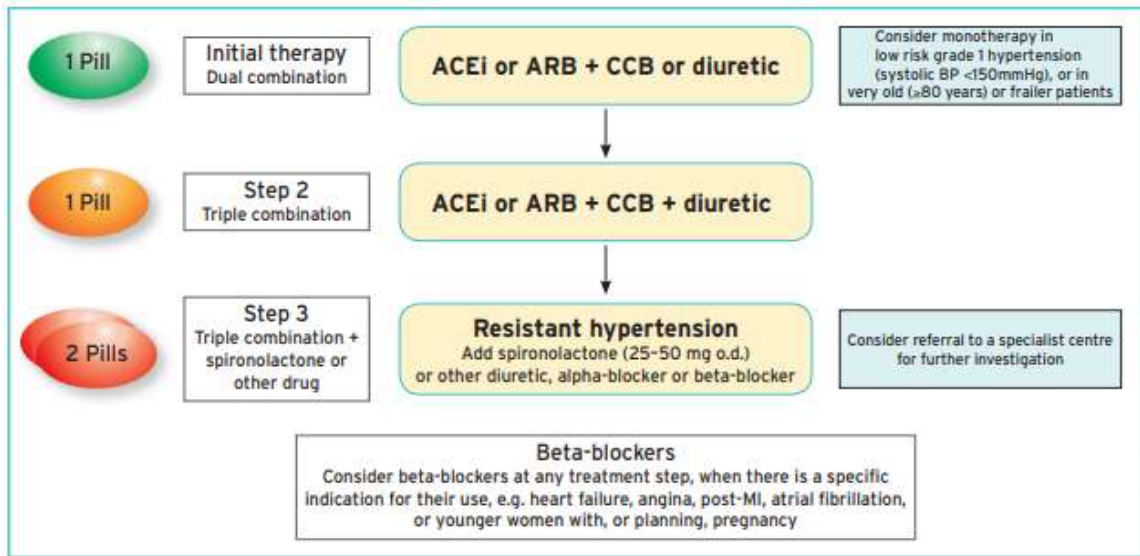 1 Pill
Initial therapy
Dual combination
ACEi or ARB + CCB or diuretic
Consider monotherapy in
low risk grade 1 hypertension
(systolic BP <150mmHg), or in
very old (≥80 years) or frailer patients
1 Pill
Step 2
Triple combination
ACEi or ARB + CCB + diuretic
2 Pills
Step 3
Triple combination +
spironolactone or
other drug
Resistant hypertension
Add spironolactone (25–50 mg o.d.)
or other diuretic, alpha-blocker or beta-blocker
Consider referral to a specialist centre
for further investigation
Beta-blockers
Consider beta-blockers at any treatment step, when there is a specific
indication for their use, e.g. heart failure, angina, post-MI, atrial fibrillation,
or younger women with, or planning, pregnancy